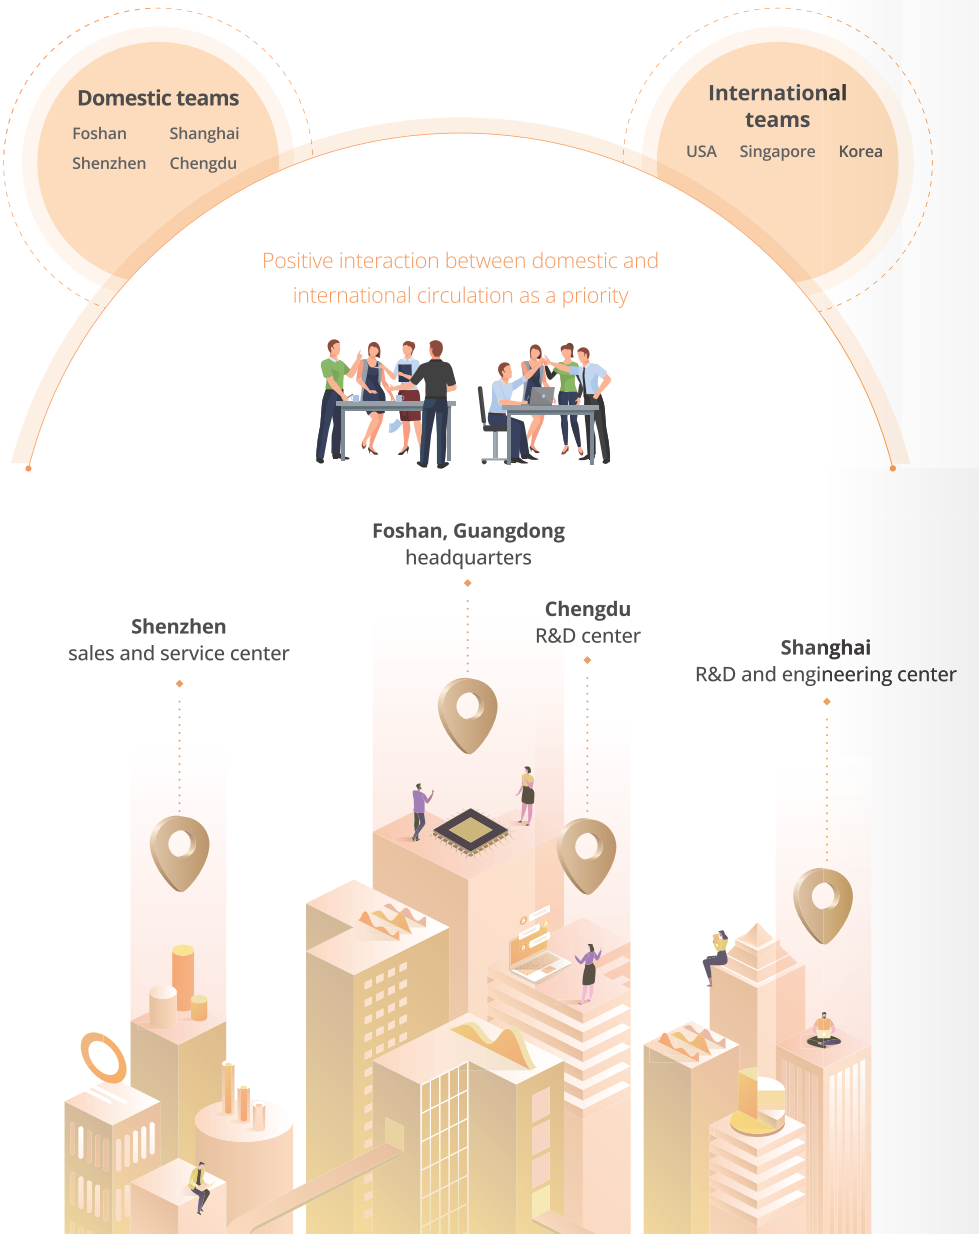 Domestic teams
Foshan Shanghai
Shenzhen Chengdu
International
teams
USA Singapore Korea
Positive interaction between domestic and
international circulation as a priority
Foshan, Guangdong
headquarters
Chengdu
R&D center
Shenzhen
sales and service center
Shanghai
R&D and engineering center